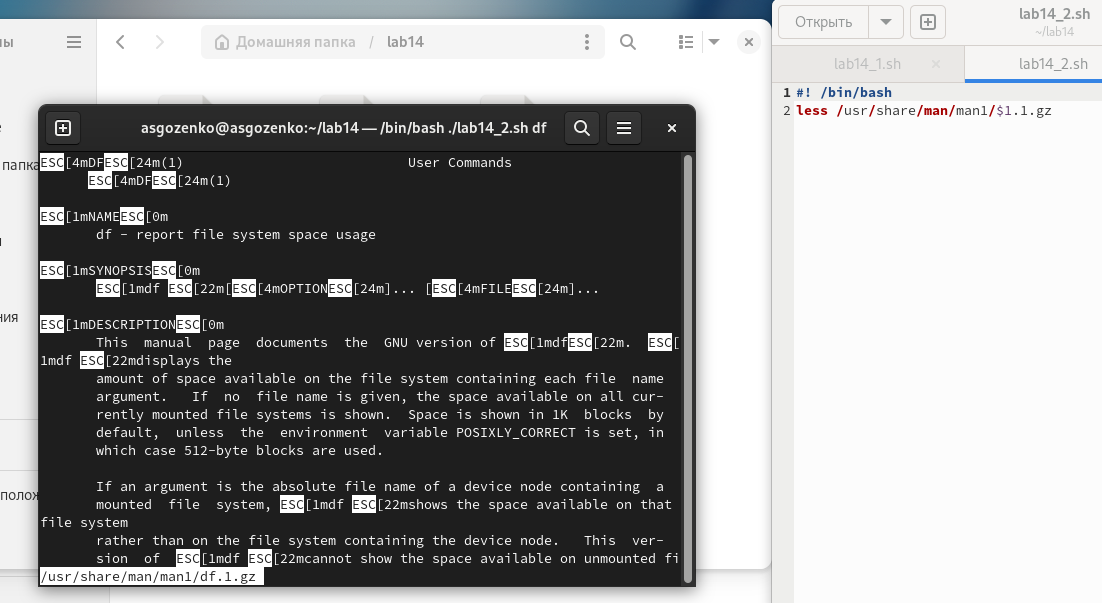 ы
Домашняя папка / lab14
папка
ния
полож
asgozenko@asgozenko:~/lab14 — /bin/bash ./lab14_2.sh df
ESC[4mDFESC[24m(1) User Commands
ESC[4mDFESC[24m(1)
ESC[1mNAMEESC[0m
df - report file system space usage
ESC[1mSYNOPSISESC[0m
ESC[1mdf ESC[22m[ESC[4mOPTIONESC[24m]... [ESC[4mFILEESC[24m]...
ESC[1mDESCRIPTIONESC[0m
This manual page documents the GNU version of ESC[1mdfESC[22m. ESC[
1mdf ESC[22mdisplays the
amount of space available on the file system containing each file name
argument. If no file name is given, the space available on all cur-
rently mounted file systems is shown. Space is shown in 1K blocks by
default, unless the environment variable POSIXLY_CORRECT is set, in
which case 512-byte blocks are used.
If an argument is the absolute file name of a device node containing a
mounted file system, ESC[1mdf ESC[22mshows the space available on that
file system
rather than on the file system containing the device node. This ver-
sion of ESC[1mdf ESC[22mcannot show the space available on unmounted fi
/usr/share/man/man1/df.1.gz
Открыть
lab14_2.sh
~/lab14
lab14_1.sh
lab14_2.sh
1 #! /bin/bash
2 less /usr/share/man/man1/$1.1.gz